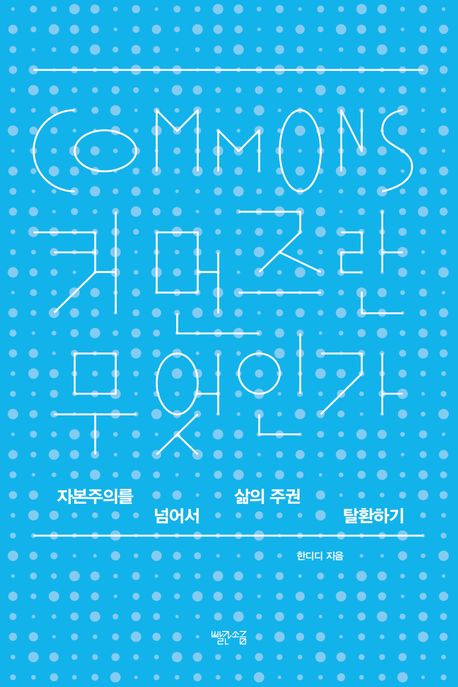 COMMONS
커먼즈란
무엇인가
자본주의를
넘어서
삶의 주권
탈환하기
한디디 지음
빨간소금